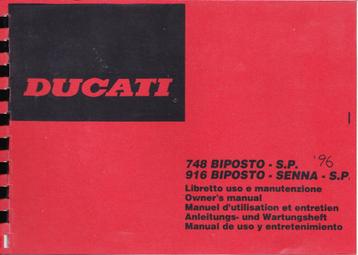 DUCATI
748 BIPOSTO - S.P. '96
916 BIPOSTO - SENNA - S.P.
Libretto uso e manutenzione
Owner's manual
Manuel d'utilisation et entretien
Anleitungs- und Wartungsheft
Manual de uso y entretenimiento